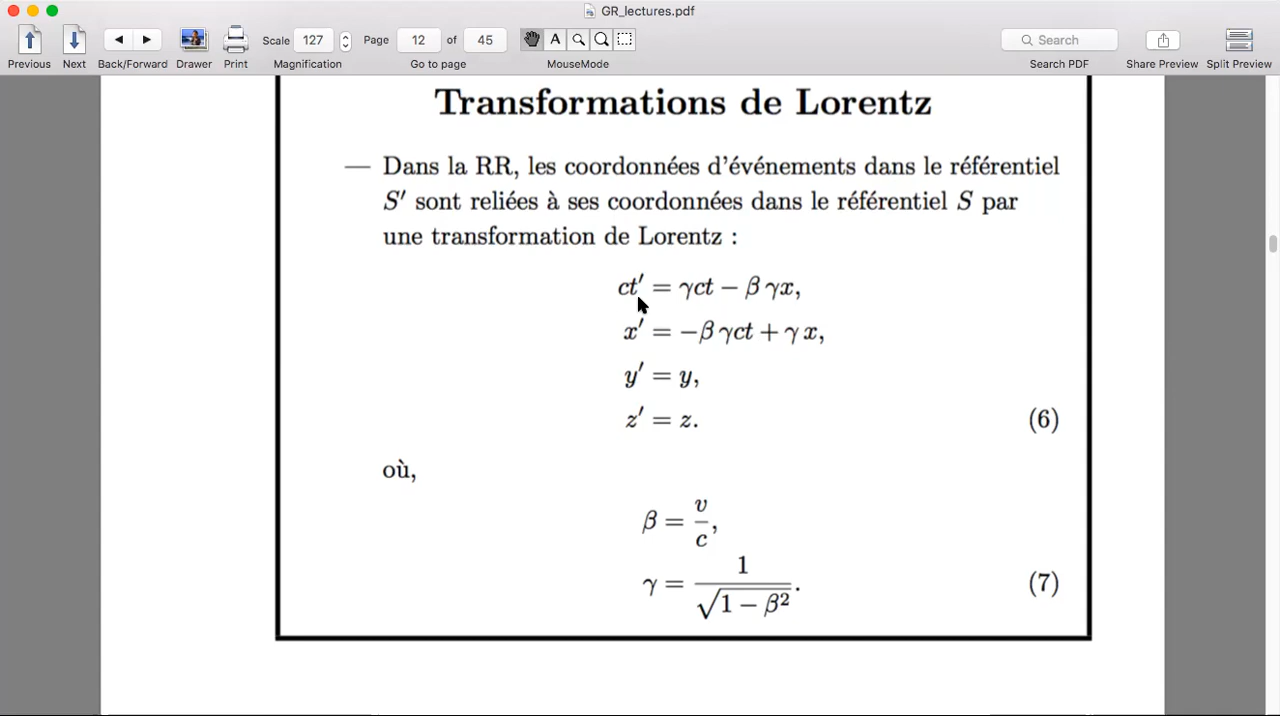 GR_lectures.pdf
Scale 127 Page 12 of 45 A Search
Previous Next Back/Forward Drawer Print Magnification Go to page MouseMode Search PDF Share Preview Split Preview
Transformations de Lorentz
— Dans la RR, les coordonnées d'événements dans le référentiel
S′ sont reliées à ses coordonnées dans le référentiel S par
une transformation de Lorentz :
ct′ = γct − β γx,
x′ = −β γct + γ x,
y′ = y,
z′ = z. (6)
où,
β = v/c,
γ = 1/√(1 − β²). (7)